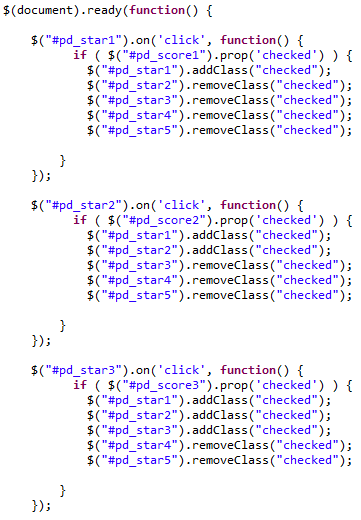 $(document).ready(function() {
$("#pd_star1").on('click', function() {
if ( $("#pd_score1").prop('checked') ) {
$("#pd_star1").addClass("checked");
$("#pd_star2").removeClass("checked");
$("#pd_star3").removeClass("checked");
$("#pd_star4").removeClass("checked");
$("#pd_star5").removeClass("checked");
}
});
$("#pd_star2").on('click', function() {
if ( $("#pd_score2").prop('checked') ) {
$("#pd_star1").addClass("checked");
$("#pd_star2").addClass("checked");
$("#pd_star3").removeClass("checked");
$("#pd_star4").removeClass("checked");
$("#pd_star5").removeClass("checked");
}
});
$("#pd_star3").on('click', function() {
if ( $("#pd_score3").prop('checked') ) {
$("#pd_star1").addClass("checked");
$("#pd_star2").addClass("checked");
$("#pd_star3").addClass("checked");
$("#pd_star4").removeClass("checked");
$("#pd_star5").removeClass("checked");
}
});